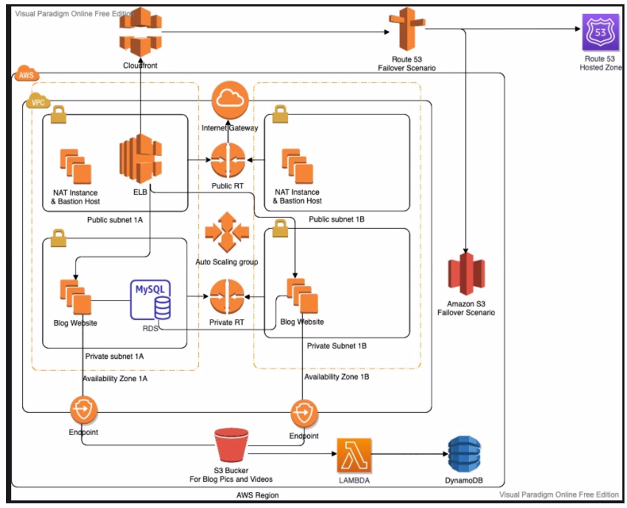 Visual Paradigm Online Free Edition
Cloudfront
Route 53
Failover Scenario
53
Route 53
Hosted Zone
AWS
VPC
Internet Gateway
NAT Instance
& Bastion Host
ELB
Public RT
NAT Instance
& Bastion Host
Public subnet 1A
Public subnet 1B
Auto Scaling group
MySQL
Amazon S3
Failover Scenario
Blog Website
RDS
Private RT
Blog Website
Private subnet 1A
Private Subnet 1B
Availability Zone 1A
Availability Zone 1B
Endpoint
Endpoint
S3 Bucker
For Blog Pics and Videos
LAMBDA
DynamoDB
AWS Region
Visual Paradigm Online Free Edition